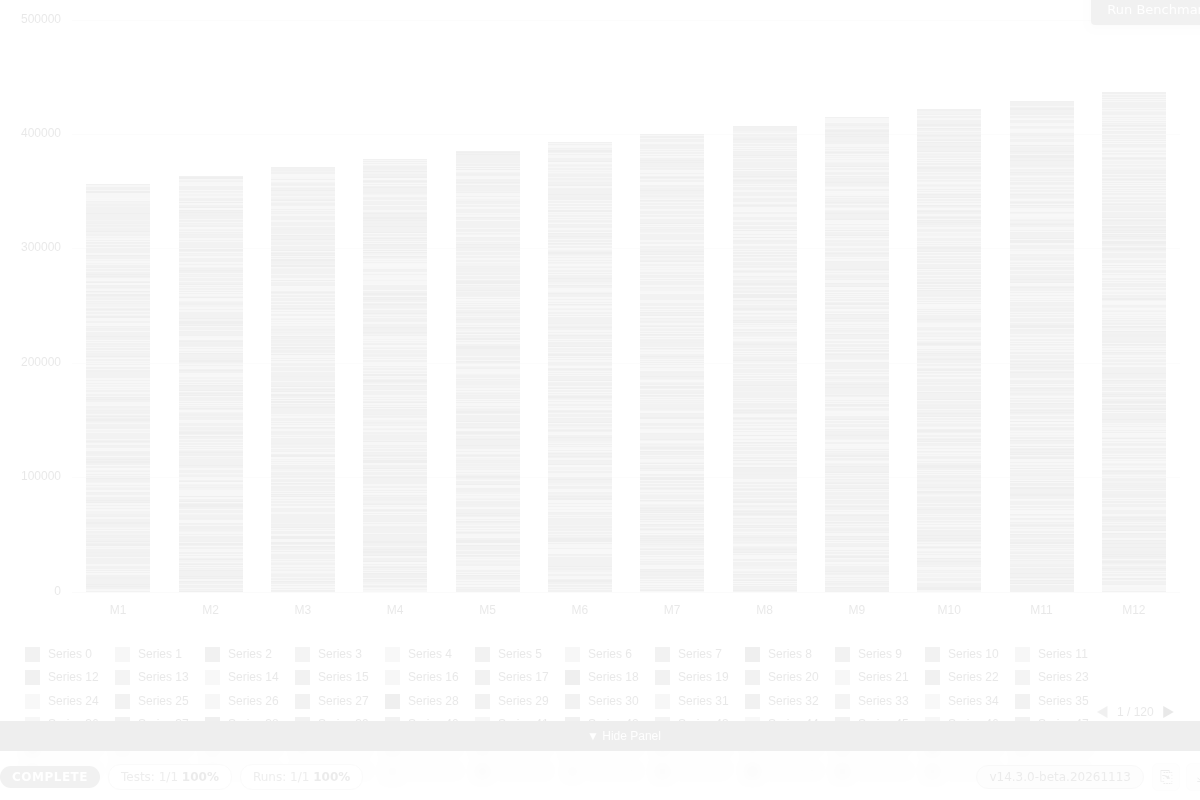 500000
Run Benchmar
400000
300000
200000
100000
0
M1 M2 M3 M4 M5 M6 M7 M8 M9 M10 M11 M12
Series 0 Series 1 Series 2 Series 3 Series 4 Series 5 Series 6 Series 7 Series 8 Series 9 Series 10 Series 11
Series 12 Series 13 Series 14 Series 15 Series 16 Series 17 Series 18 Series 19 Series 20 Series 21 Series 22 Series 23
Series 24 Series 25 Series 26 Series 27 Series 28 Series 29 Series 30 Series 31 Series 32 Series 33 Series 34 Series 35
1 / 120
▼ Hide Panel
COMPLETE Tests: 1/1 100% Runs: 1/1 100% v14.3.0-beta.20261113